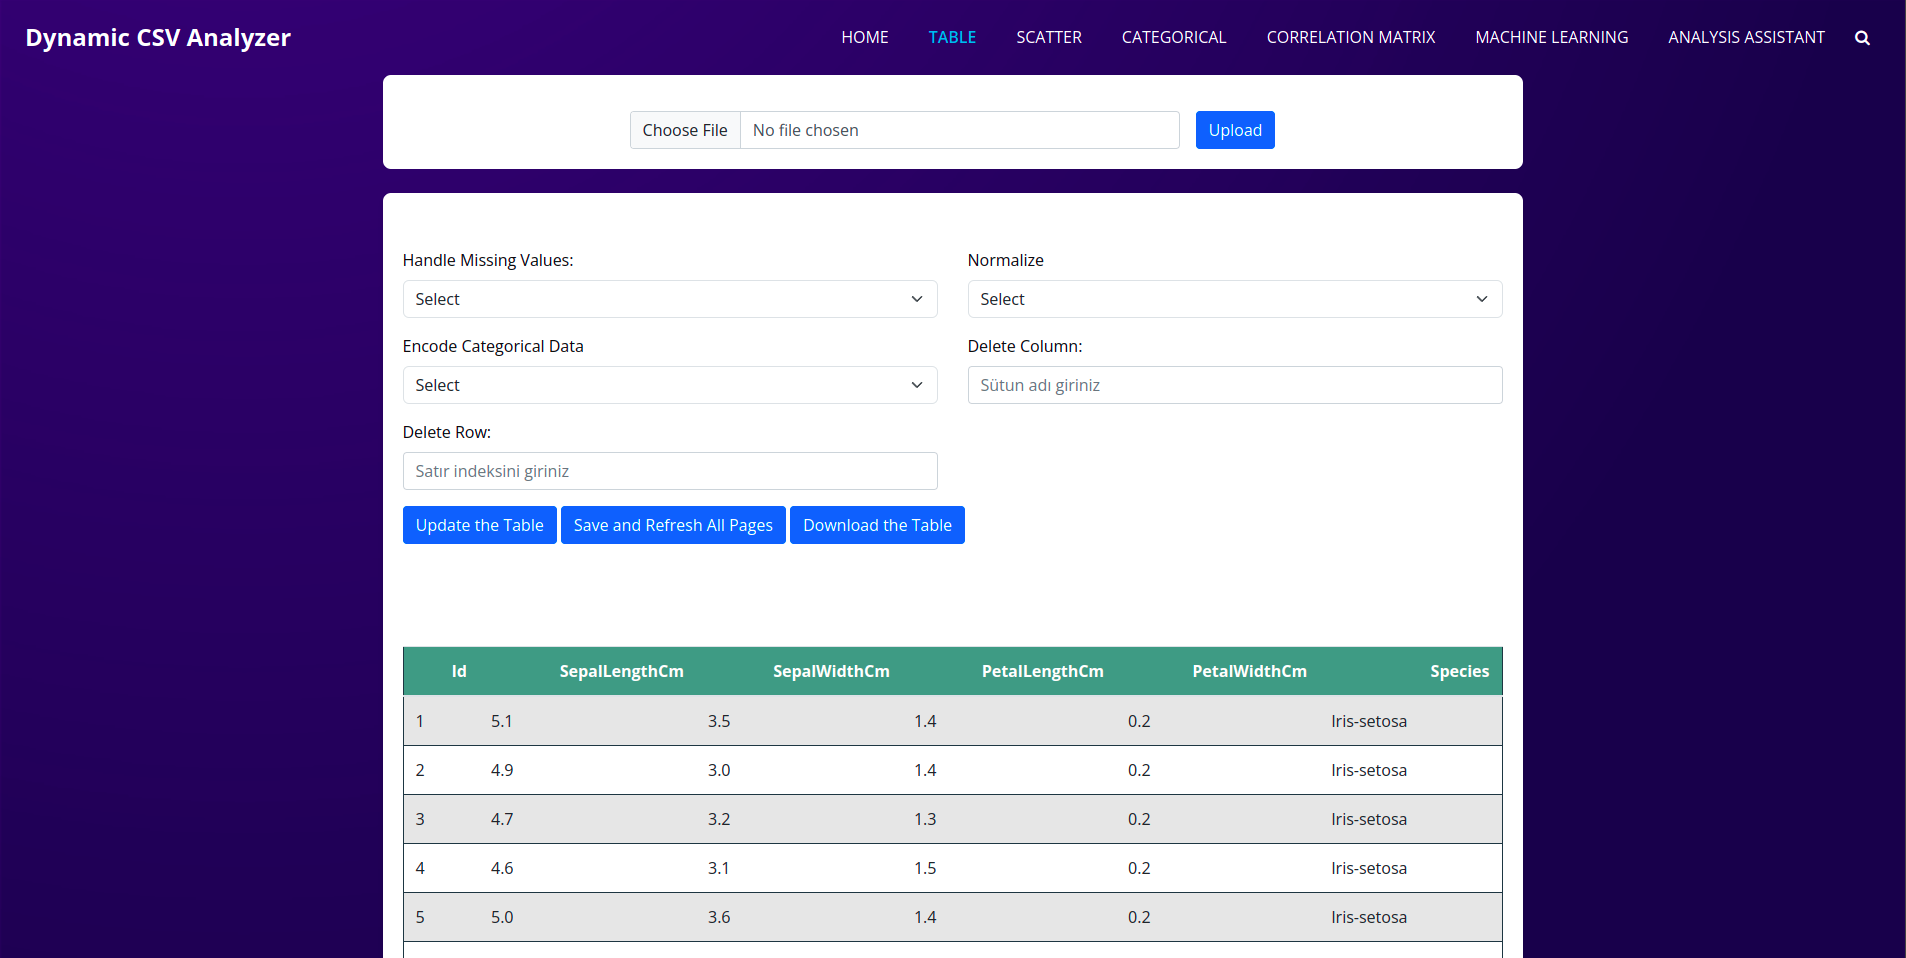 Dynamic CSV Analyzer HOME TABLE SCATTER CATEGORICAL CORRELATION MATRIX MACHINE LEARNING ANALYSIS ASSISTANT
Choose File No file chosen Upload
Handle Missing Values: Normalize
Select Select
Encode Categorical Data Delete Column:
Select Sütun adı giriniz
Delete Row:
Satır indeksini giriniz
Update the Table Save and Refresh All Pages Download the Table
Id SepalLengthCm SepalWidthCm PetalLengthCm PetalWidthCm Species
1 5.1 3.5 1.4 0.2 Iris-setosa
2 4.9 3.0 1.4 0.2 Iris-setosa
3 4.7 3.2 1.3 0.2 Iris-setosa
4 4.6 3.1 1.5 0.2 Iris-setosa
5 5.0 3.6 1.4 0.2 Iris-setosa